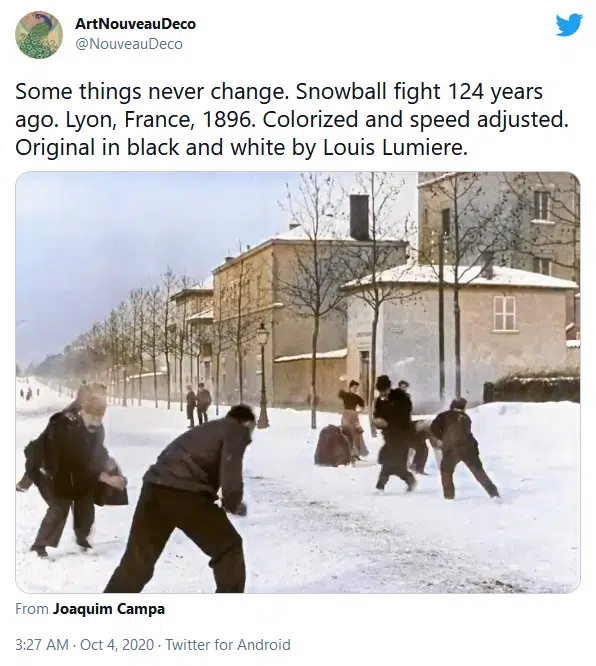 ArtNouveauDeco
@NouveauDeco
Some things never change. Snowball fight 124 years
ago. Lyon, France, 1896. Colorized and speed adjusted.
Original in black and white by Louis Lumiere.
From Joaquim Campa
3:27 AM · Oct 4, 2020 · Twitter for Android